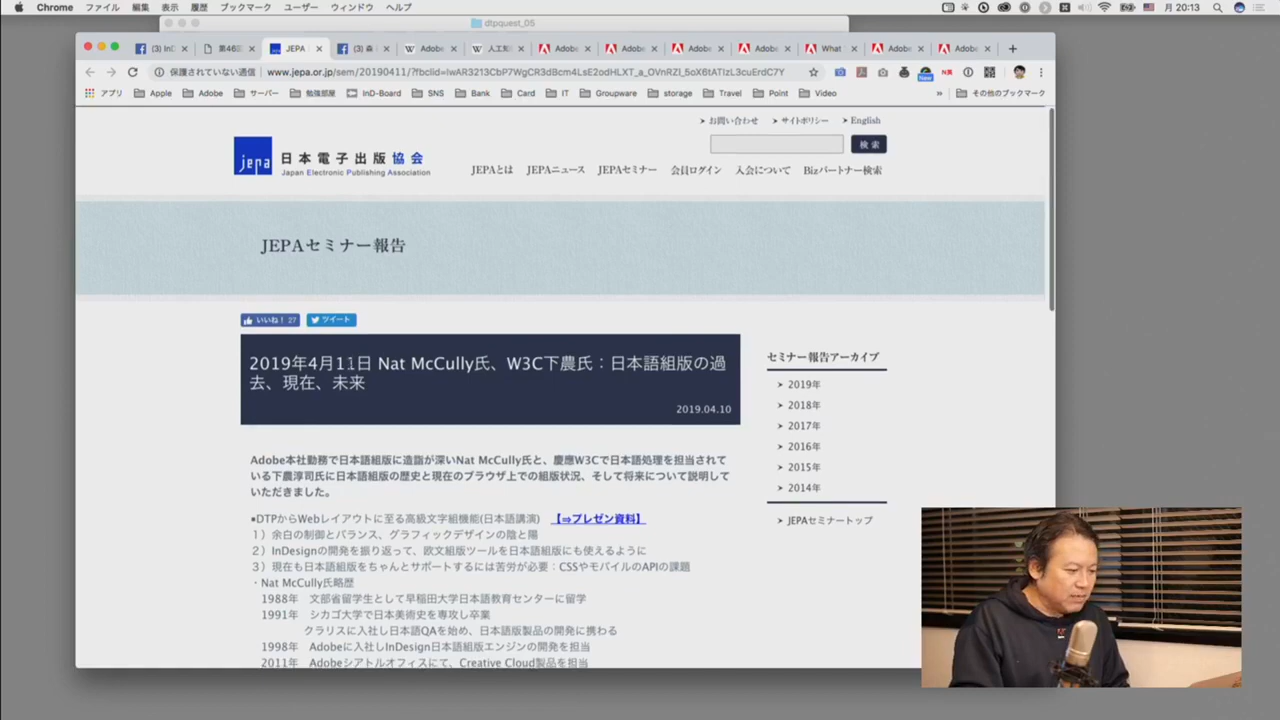 Chrome ファイル 編集 表示 履歴 ブックマーク ユーザー ウィンドウ ヘルプ 月 20:13
dtpquest_05
(3) InD 第46回 JEPA (3) 森 Adobe 人工知 Adobe Adobe Adobe Adobe What Adobe Adobe
保護されていない通信 www.jepa.or.jp/sem/20190411/?fbclid=IwAR3213CbP7WgCR3dBcm4LsE2odHLXT_a_OVnRZI_5oX6tATIzL3cuErdC7Y
アプリ Apple Adobe サーバー 勉強部屋 InD-Board SNS Bank Card IT Groupware storage Travel Point Video » その他のブックマーク
お問い合わせ サイトポリシー English
jepa 日本電子出版協会
Japan Electronic Publishing Association
検索
JEPAとは JEPAニュース JEPAセミナー 会員ログイン 入会について Bizパートナー検索
JEPAセミナー報告
いいね！ 27 ツイート
2019年4月11日 Nat McCully氏、W3C下農氏：日本語組版の過
去、現在、未来
2019.04.10
Adobe本社勤務で日本語組版に造詣が深いNat McCully氏と、慶應W3Cで日本語処理を担当されて
いる下農淳司氏に日本語組版の歴史と現在のブラウザ上での組版状況、そして将来について説明して
いただきました。
▪DTPからWebレイアウトに至る高級文字組機能(日本語講演) 【⇒プレゼン資料】
１）余白の制御とバランス、グラフィックデザインの陰と陽
２）InDesignの開発を振り返って、欧文組版ツールを日本語組版にも使えるように
３）現在も日本語組版をちゃんとサポートするには苦労が必要：CSSやモバイルのAPIの課題
・Nat McCully氏略歴
1988年 文部省留学生として早稲田大学日本語教育センターに留学
1991年 シカゴ大学で日本美術史を専攻し卒業
クラリスに入社し日本語QAを始め、日本語版製品の開発に携わる
1998年 Adobeに入社しInDesign日本語組版エンジンの開発を担当
2011年 Adobeシアトルオフィスにて、Creative Cloud製品を担当
セミナー報告アーカイブ
2019年
2018年
2017年
2016年
2015年
2014年
JEPAセミナートップ